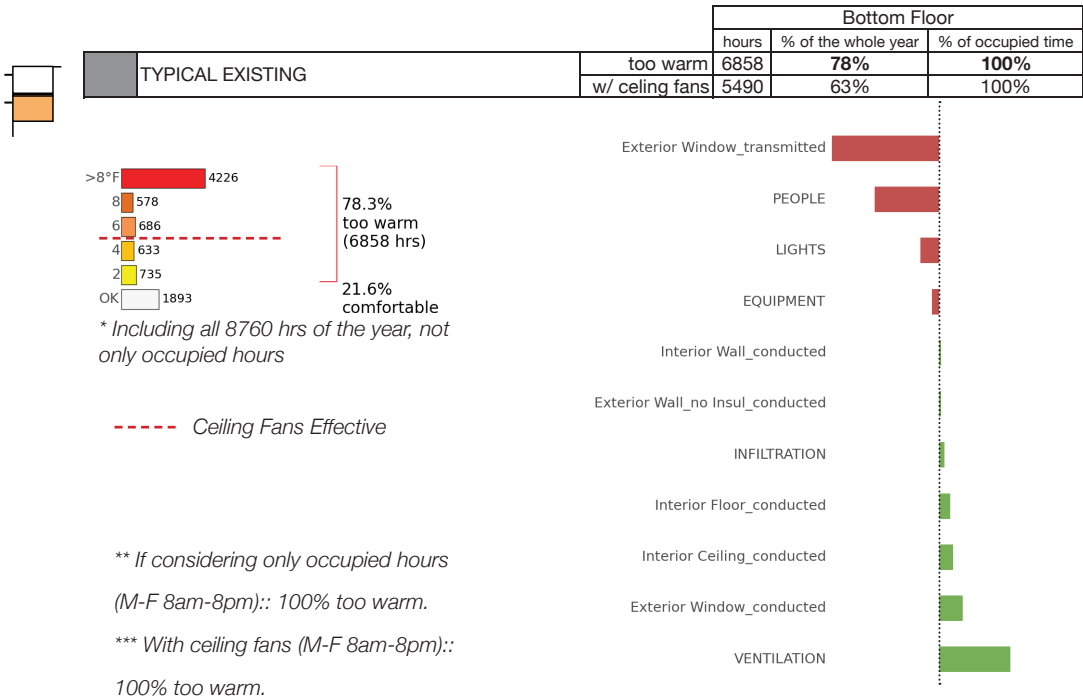 Bottom Floor
hours % of the whole year % of occupied time
TYPICAL EXISTING too warm 6858 78% 100%
w/ celing fans 5490 63% 100%
>8°F 4226
8 578
6 686
4 633
2 735
OK 1893
78.3%
too warm
(6858 hrs)
21.6%
comfortable
* Including all 8760 hrs of the year, not
only occupied hours
Ceiling Fans Effective
** If considering only occupied hours
(M-F 8am-8pm):: 100% too warm.
*** With ceiling fans (M-F 8am-8pm)::
100% too warm.
Exterior Window_transmitted
PEOPLE
LIGHTS
EQUIPMENT
Interior Wall_conducted
Exterior Wall_no Insul_conducted
INFILTRATION
Interior Floor_conducted
Interior Ceiling_conducted
Exterior Window_conducted
VENTILATION